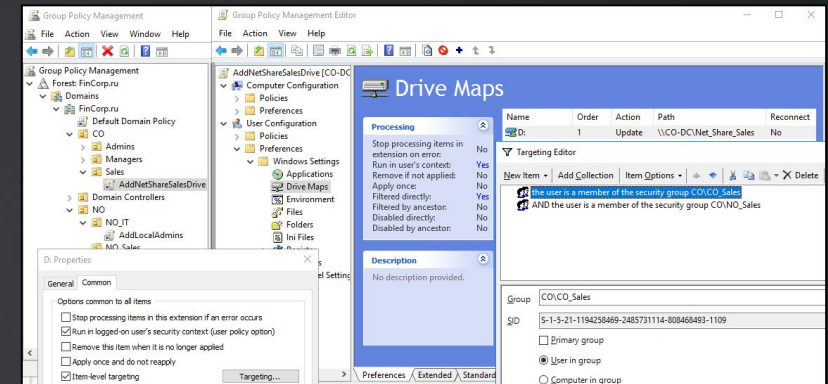 Group Policy Management
File Action View Window Help
Group Policy Management
Forest: FinCorp.ru
Domains
FinCorp.ru
Default Domain Policy
CO
Admins
Managers
Sales
AddNetShareSalesDrive
Domain Controllers
NO
NO_IT
AddLocalAdmins
NO_Sales
Group Policy Management Editor
File Action View Help
AddNetShareSalesDrive [CO-DC
Computer Configuration
Policies
Preferences
User Configuration
Policies
Preferences
Windows Settings
Applications
Drive Maps
Environment
Files
Folders
Ini Files
el Setting
Drive Maps
Processing
Stop processing items in extension on error: No
Run in user's context: Yes
Remove if not applied: No
Apply once: No
Filtered directly: Yes
Filtered by ancestor: No
Disabled directly: No
Disabled by ancestor: No
Description
No description provided.
Preferences Extended Standard
Name Order Action Path Reconnect
D: 1 Update \\CO-DC\Net_Share_Sales No
Targeting Editor
New Item Add Collection Item Options Delete
the user is a member of the security group CO\CO_Sales
AND the user is a member of the security group CO\NO_Sales
Group CO\CO_Sales
SID S-1-5-21-1194258469-2485731114-808468493-1109
Primary group
User in group
Computer in group
D: Properties
General Common
Options common to all items
Stop processing items in this extension if an error occurs
Run in logged-on user's security context (user policy option)
Remove this item when it is no longer applied
Apply once and do not reapply
Item-level targeting Targeting...